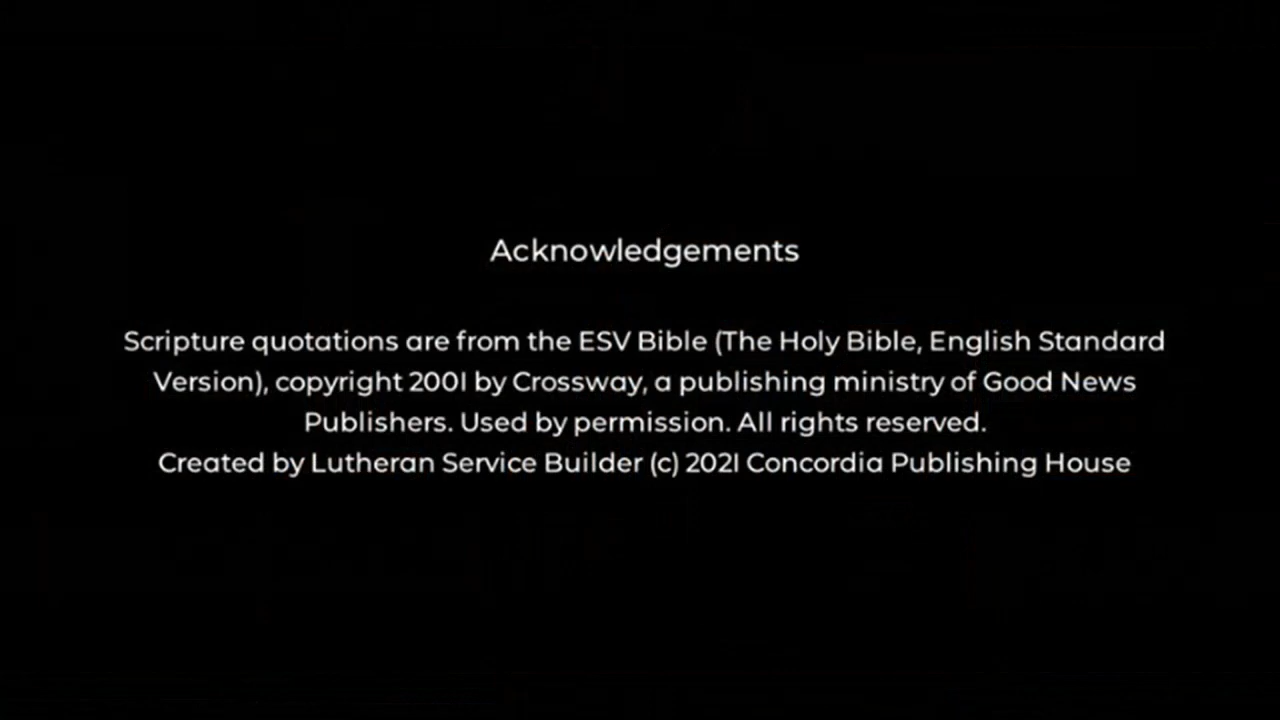 Acknowledgements
Scripture quotations are from the ESV Bible (The Holy Bible, English Standard
Version), copyright 2001 by Crossway, a publishing ministry of Good News
Publishers. Used by permission. All rights reserved.
Created by Lutheran Service Builder (c) 2021 Concordia Publishing House